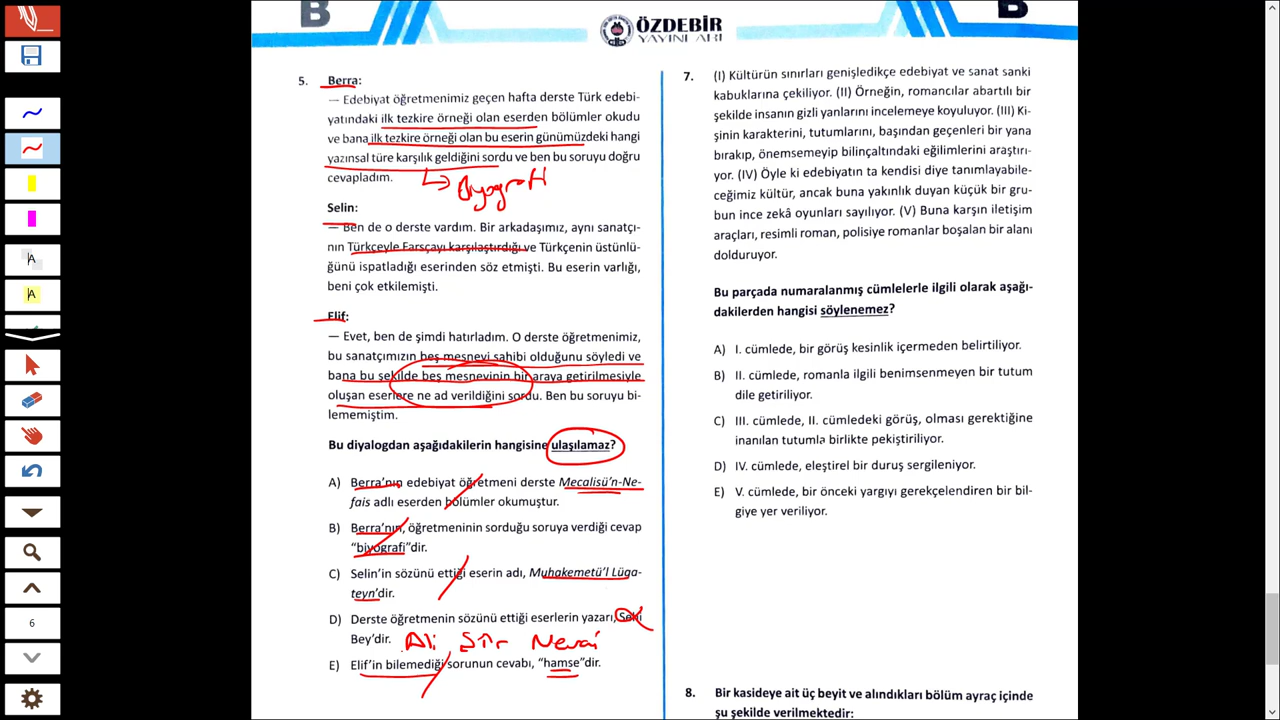 B
ÖZDEBİR
YAYINLARI
B
5. Berra:
— Edebiyat öğretmenimiz geçen hafta derste Türk edebi-
yatındaki ilk tezkire örneği olan eserden bölümler okudu
ve bana ilk tezkire örneği olan bu eserin günümüzdeki hangi
yazınsal türe karşılık geldiğini sordu ve ben bu soruyu doğru
cevapladım.
Biyografi
Selin:
— Ben de o derste vardım. Bir arkadaşımız, aynı sanatçı-
nın Türkçeyle Farsçayı karşılaştırdığı ve Türkçenin üstünlü-
ğünü ispatladığı eserinden söz etmişti. Bu eserin varlığı,
beni çok etkilemişti.
Elif:
— Evet, ben de şimdi hatırladım. O derste öğretmenimiz,
bu sanatçımızın beş mesnevi sahibi olduğunu söyledi ve
bana bu şekilde beş mesnevinin bir araya getirilmesiyle
oluşan eserlere ne ad verildiğini sordu. Ben bu soruyu bi-
lememiştim.
Bu diyalogdan aşağıdakilerin hangisine ulaşılamaz?
A) Berra'nın edebiyat öğretmeni derste Mecalisü'n-Ne-
fais adlı eserden bölümler okumuştur.
B) Berra'nın, öğretmeninin sorduğu soruya verdiği cevap
“biyografi”dir.
C) Selin'in sözünü ettiği eserin adı, Muhakemetü'l Lüga-
teyn'dir.
D) Derste öğretmenin sözünü ettiği eserlerin yazarı, Sehi
Bey'dir.
Ali Şir Nevai
E) Elif'in bilemediği sorunun cevabı, “hamse”dir.
7. (I) Kültürün sınırları genişledikçe edebiyat ve sanat sanki
kabuklarına çekiliyor. (II) Örneğin, romancılar abartılı bir
şekilde insanın gizli yanlarını incelemeye koyuluyor. (III) Ki-
şinin karakterini, tutumlarını, başından geçenleri bir yana
bırakıp, önemsemeyip bilinçaltındaki eğilimlerini araştırı-
yor. (IV) Öyle ki edebiyatın ta kendisi diye tanımlayabile-
ceğimiz kültür, ancak buna yakınlık duyan küçük bir gru-
bun ince zekâ oyunları sayılıyor. (V) Buna karşın iletişim
araçları, resimli roman, polisiye romanlar boşalan bir alanı
dolduruyor.
Bu parçada numaralanmış cümlelerle ilgili olarak aşağı-
dakilerden hangisi söylenemez?
A) I. cümlede, bir görüş kesinlik içermeden belirtiliyor.
B) II. cümlede, romanla ilgili benimsenmeyen bir tutum
dile getiriliyor.
C) III. cümlede, II. cümledeki görüş, olması gerektiğine
inanılan tutumla birlikte pekiştiriliyor.
D) IV. cümlede, eleştirel bir duruş sergileniyor.
E) V. cümlede, bir önceki yargıyı gerekçelendiren bir bil-
giye yer veriliyor.
8. Bir kasideye ait üç beyit ve alındıkları bölüm ayraç içinde
şu şekilde verilmektedir:
A
A
6